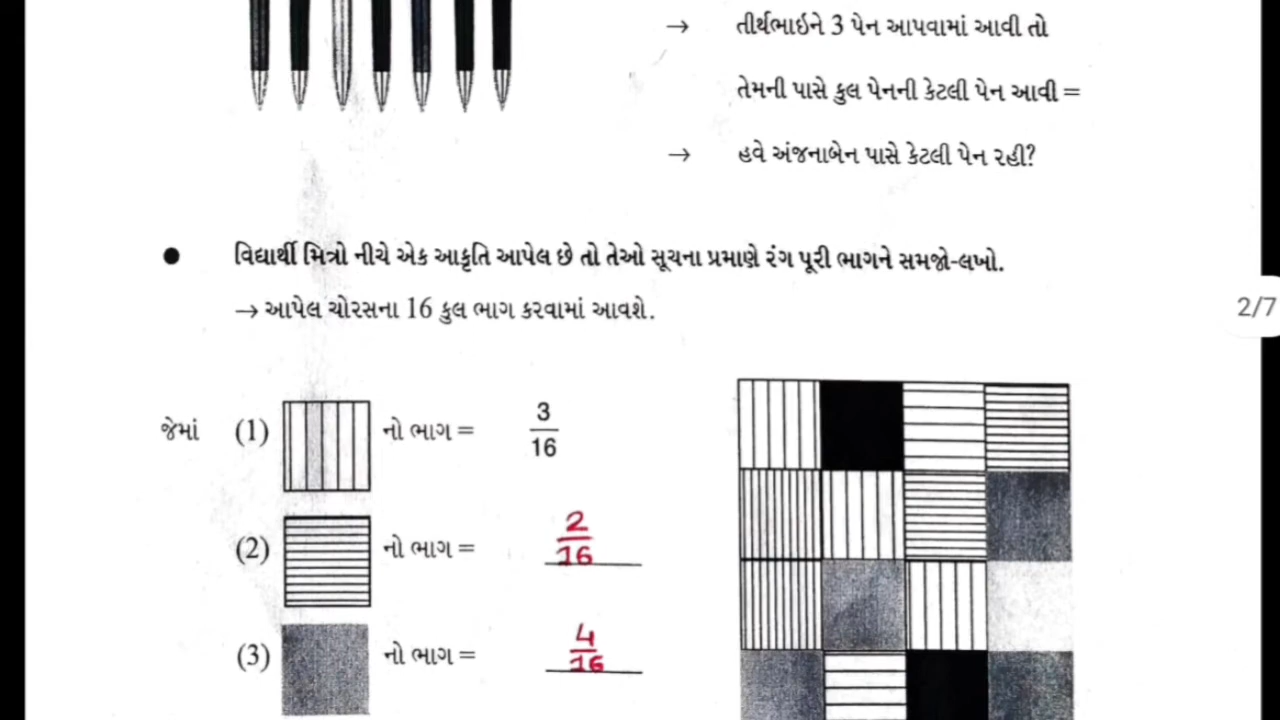 → તીર્થભાઇને 3 પેન આપવામાં આવી તો
તેમની પાસે કુલ પેનની કેટલી પેન આવી =
→ હવે અંજનાબેન પાસે કેટલી પેન રહી?
● વિદ્યાર્થી મિત્રો નીચે એક આકૃતિ આપેલ છે તો તેઓ સૂચના પ્રમાણે રંગ પૂરી ભાગને સમજો-લખો.
→ આપેલ ચોરસના 16 કુલ ભાગ કરવામાં આવશે.
2/7
જેમાં (1) નો ભાગ = 3/16
(2) નો ભાગ = 2/16
(3) નો ભાગ = 4/16